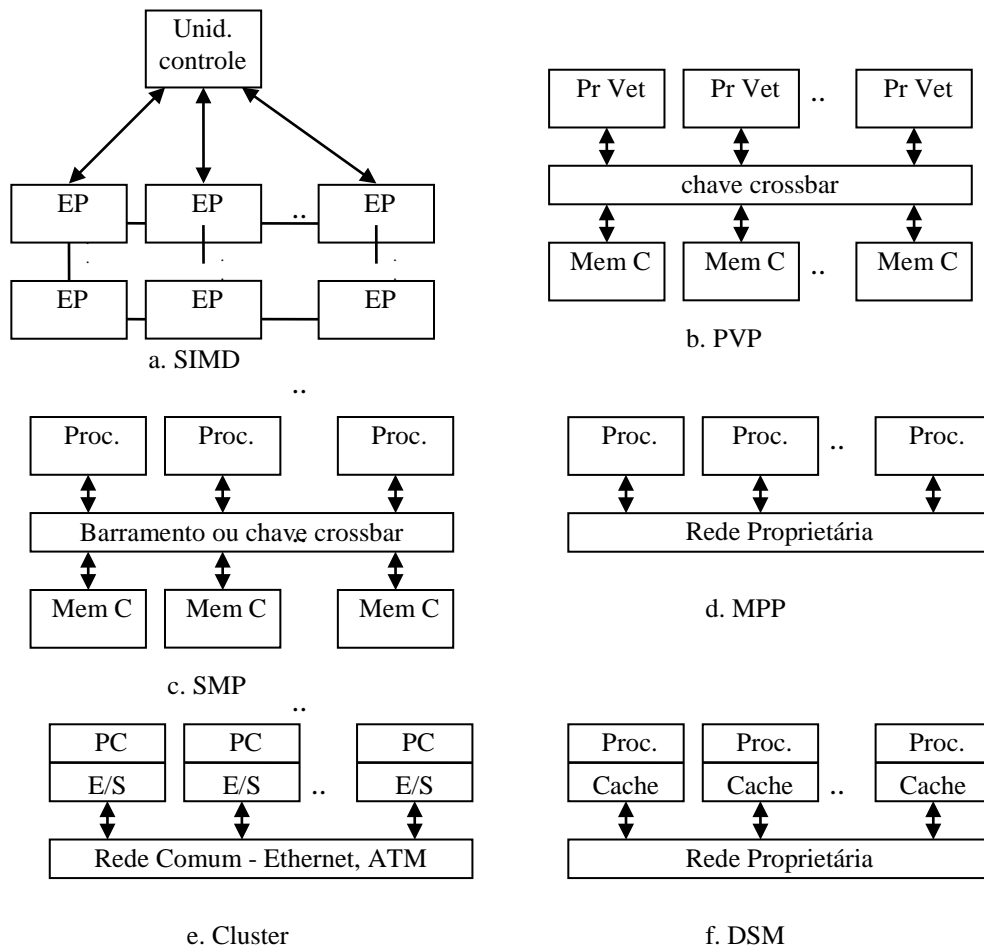 Unid.
controle
EP EP .. EP
EP EP EP
a. SIMD
Pr Vet Pr Vet .. Pr Vet
chave crossbar
Mem C Mem C .. Mem C
b. PVP
..
Proc. Proc. Proc.
Barramento ou chave crossbar
..
Mem C Mem C Mem C
c. SMP
Proc. Proc. .. Proc.
Rede Proprietária
d. MPP
..
PC PC PC
E/S E/S .. E/S
Rede Comum - Ethernet, ATM
e. Cluster
Proc. Proc. Proc.
Cache Cache .. Cache
Rede Proprietária
f. DSM